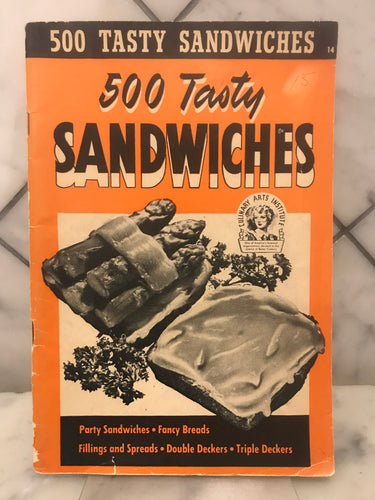 500 TASTY SANDWICHES 14
500 Tasty
SANDWICHES
CULINARY ARTS INSTITUTE
Party Sandwiches • Fancy Breads
Fillings and Spreads • Double Deckers • Triple Deckers